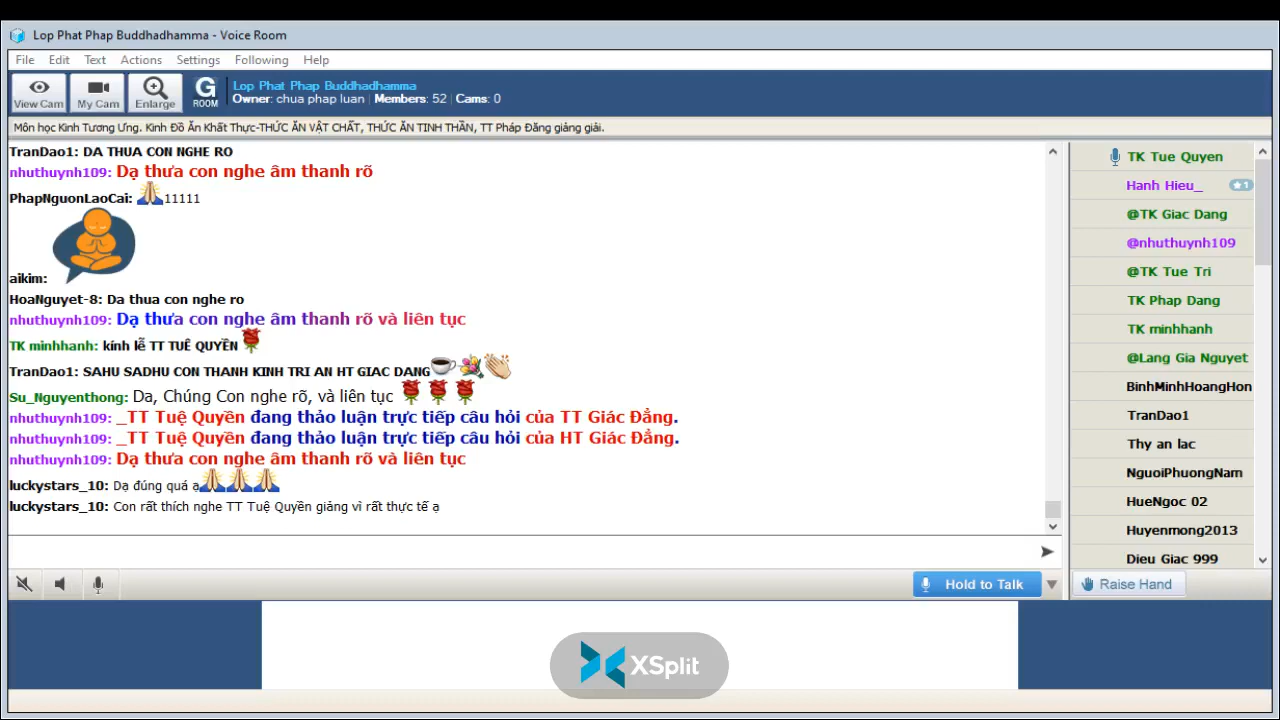 Lop Phat Phap Buddhadhamma - Voice Room
File Edit Text Actions Settings Following Help
View Cam My Cam Enlarge G ROOM
Lop Phat Phap Buddhadhamma
Owner: chua phap luan | Members: 52 | Cams: 0
Môn học Kinh Tương Ưng. Kinh Đồ Ăn Khất Thực-THỨC ĂN VẬT CHẤT, THỨC ĂN TINH THẦN, TT Pháp Đăng giảng giải.
TranDao1: DA THUA CON NGHE RO
nhuthuynh109: Dạ thưa con nghe âm thanh rõ
PhapNguonLaoCai: 11111
aikim:
HoaNguyet-8: Da thua con nghe ro
nhuthuynh109: Dạ thưa con nghe âm thanh rõ và liên tục
TK minhhanh: kính lễ TT TUỆ QUYỀN
TranDao1: SAHU SADHU CON THANH KINH TRI AN HT GIAC DANG
Su_Nguyenthong: Da, Chúng Con nghe rõ, và liên tục
nhuthuynh109: _TT Tuệ Quyền đang thảo luận trực tiếp câu hỏi của TT Giác Đẳng.
nhuthuynh109: _TT Tuệ Quyền đang thảo luận trực tiếp câu hỏi của HT Giác Đẳng.
nhuthuynh109: Dạ thưa con nghe âm thanh rõ và liên tục
luckystars_10: Dạ đúng quá ạ
luckystars_10: Con rất thích nghe TT Tuệ Quyền giảng vì rất thực tế ạ
TK Tue Quyen
Hanh Hieu_ ★1
@TK Giac Dang
@nhuthuynh109
@TK Tue Tri
TK Phap Dang
TK minhhanh
@Lang Gia Nguyet
BinhMinhHoangHon
TranDao1
Thy an lac
NguoiPhuongNam
HueNgoc 02
Huyenmong2013
Dieu Giac 999
Hold to Talk
Raise Hand
XSplit